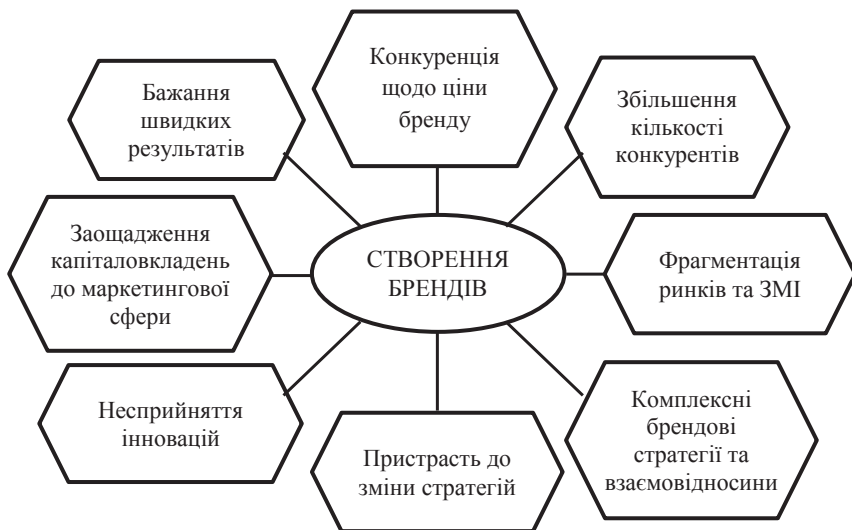 Конкуренція
щодо ціни
бренду
Бажання
швидких
результатів
Збільшення
кількості
конкурентів
Заощадження
капіталовкладень
до маркетингової
сфери
СТВОРЕННЯ
БРЕНДІВ
Фрагментація
ринків та ЗМІ
Несприйняття
інновацій
Пристрасть до
зміни стратегій
Комплексні
брендові
стратегії та
взаємовідносини